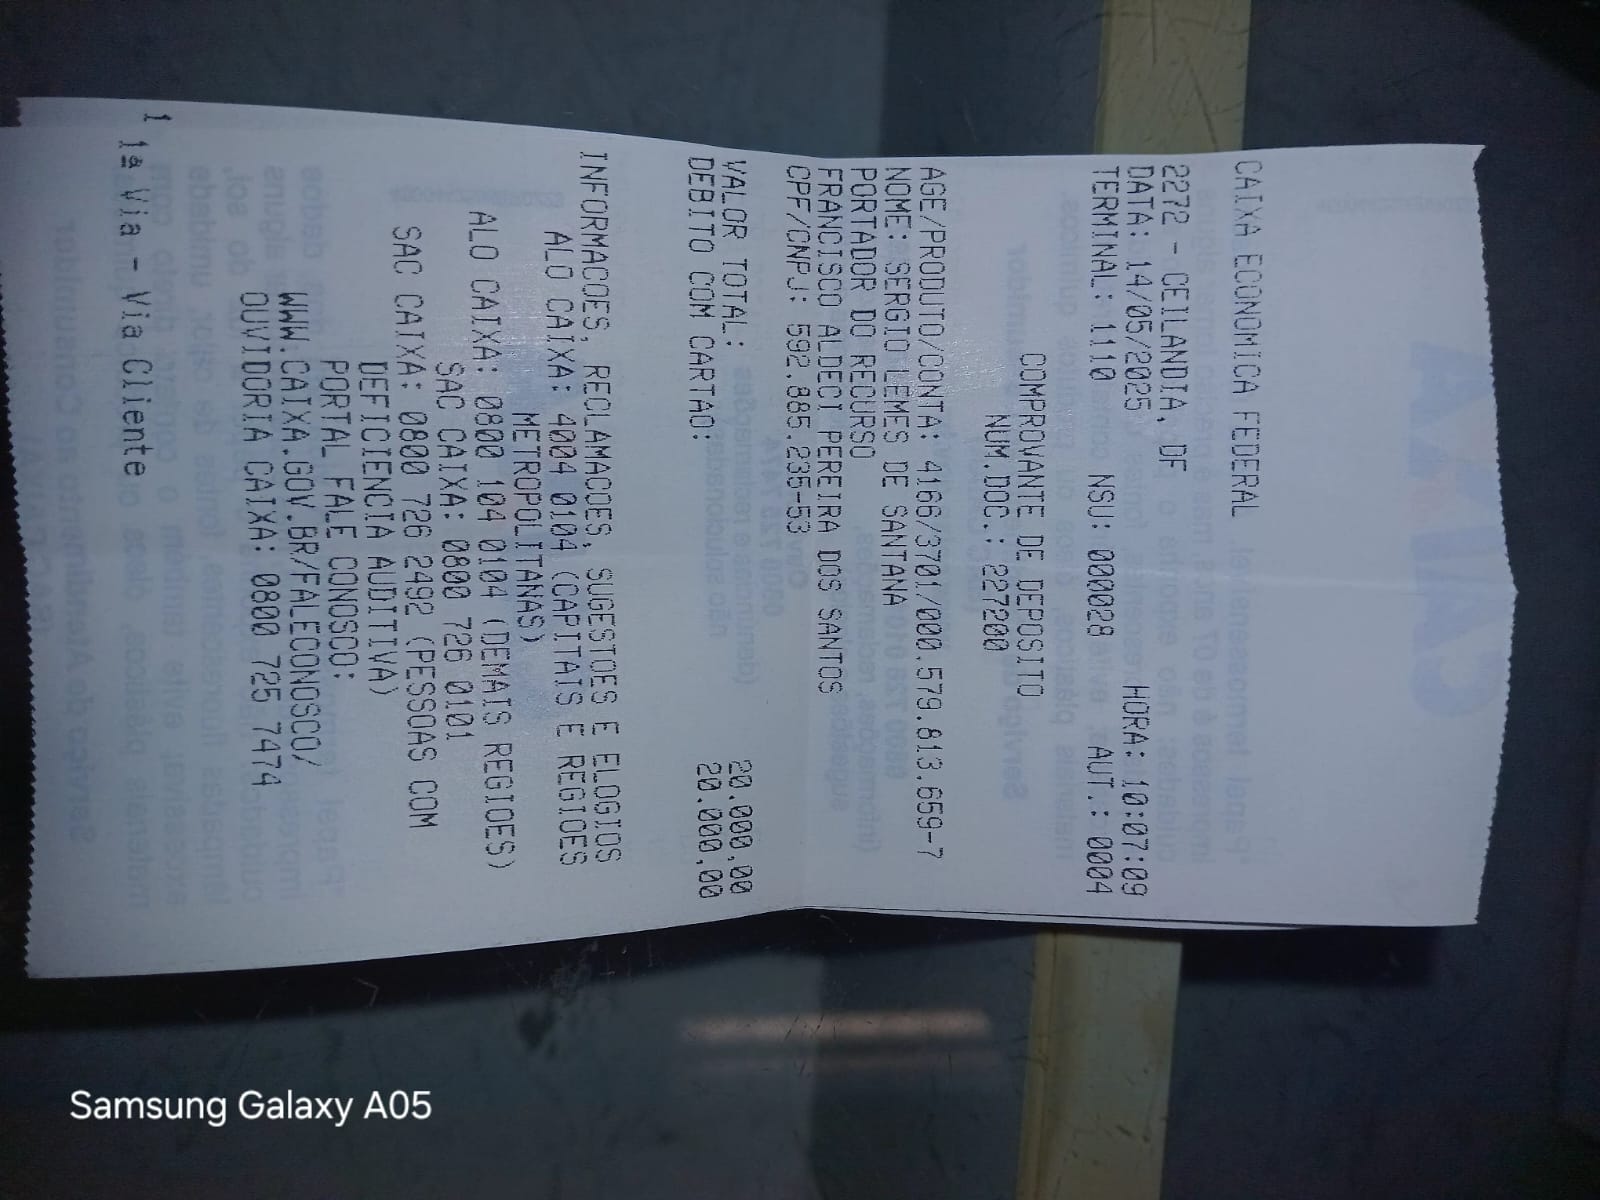 CAIXA ECONOMICA FEDERAL
2272 - CEILANDIA, DF
DATA: 14/05/2025 HORA: 10:07:09
TERMINAL: 1110 NSU: 000028 AUT.: 0004
COMPROVANTE DE DEPOSITO
NUM.DOC.: 227200
AGE/PRODUTO/CONTA: 4166/3701/000.579.813.659-7
NOME: SERGIO LEMES DE SANTANA
PORTADOR DO RECURSO
FRANCISCO ALDECI PEREIRA DOS SANTOS
CPF/CNPJ: 592.885.235-53
VALOR TOTAL: 20.000,00
DEBITO COM CARTAO: 20.000,00
INFORMACOES, RECLAMACOES, SUGESTOES E ELOGIOS
ALO CAIXA: 4004 0104 (CAPITAIS E REGIOES
METROPOLITANAS)
ALO CAIXA: 0800 104 0104 (DEMAIS REGIOES)
SAC CAIXA: 0800 726 0101
SAC CAIXA: 0800 726 2492 (PESSOAS COM
DEFICIENCIA AUDITIVA)
PORTAL FALE CONOSCO:
WWW.CAIXA.GOV.BR/FALECONOSCO/
OUVIDORIA CAIXA: 0800 725 7474
1 1ª Via - Via Cliente
Samsung Galaxy A05